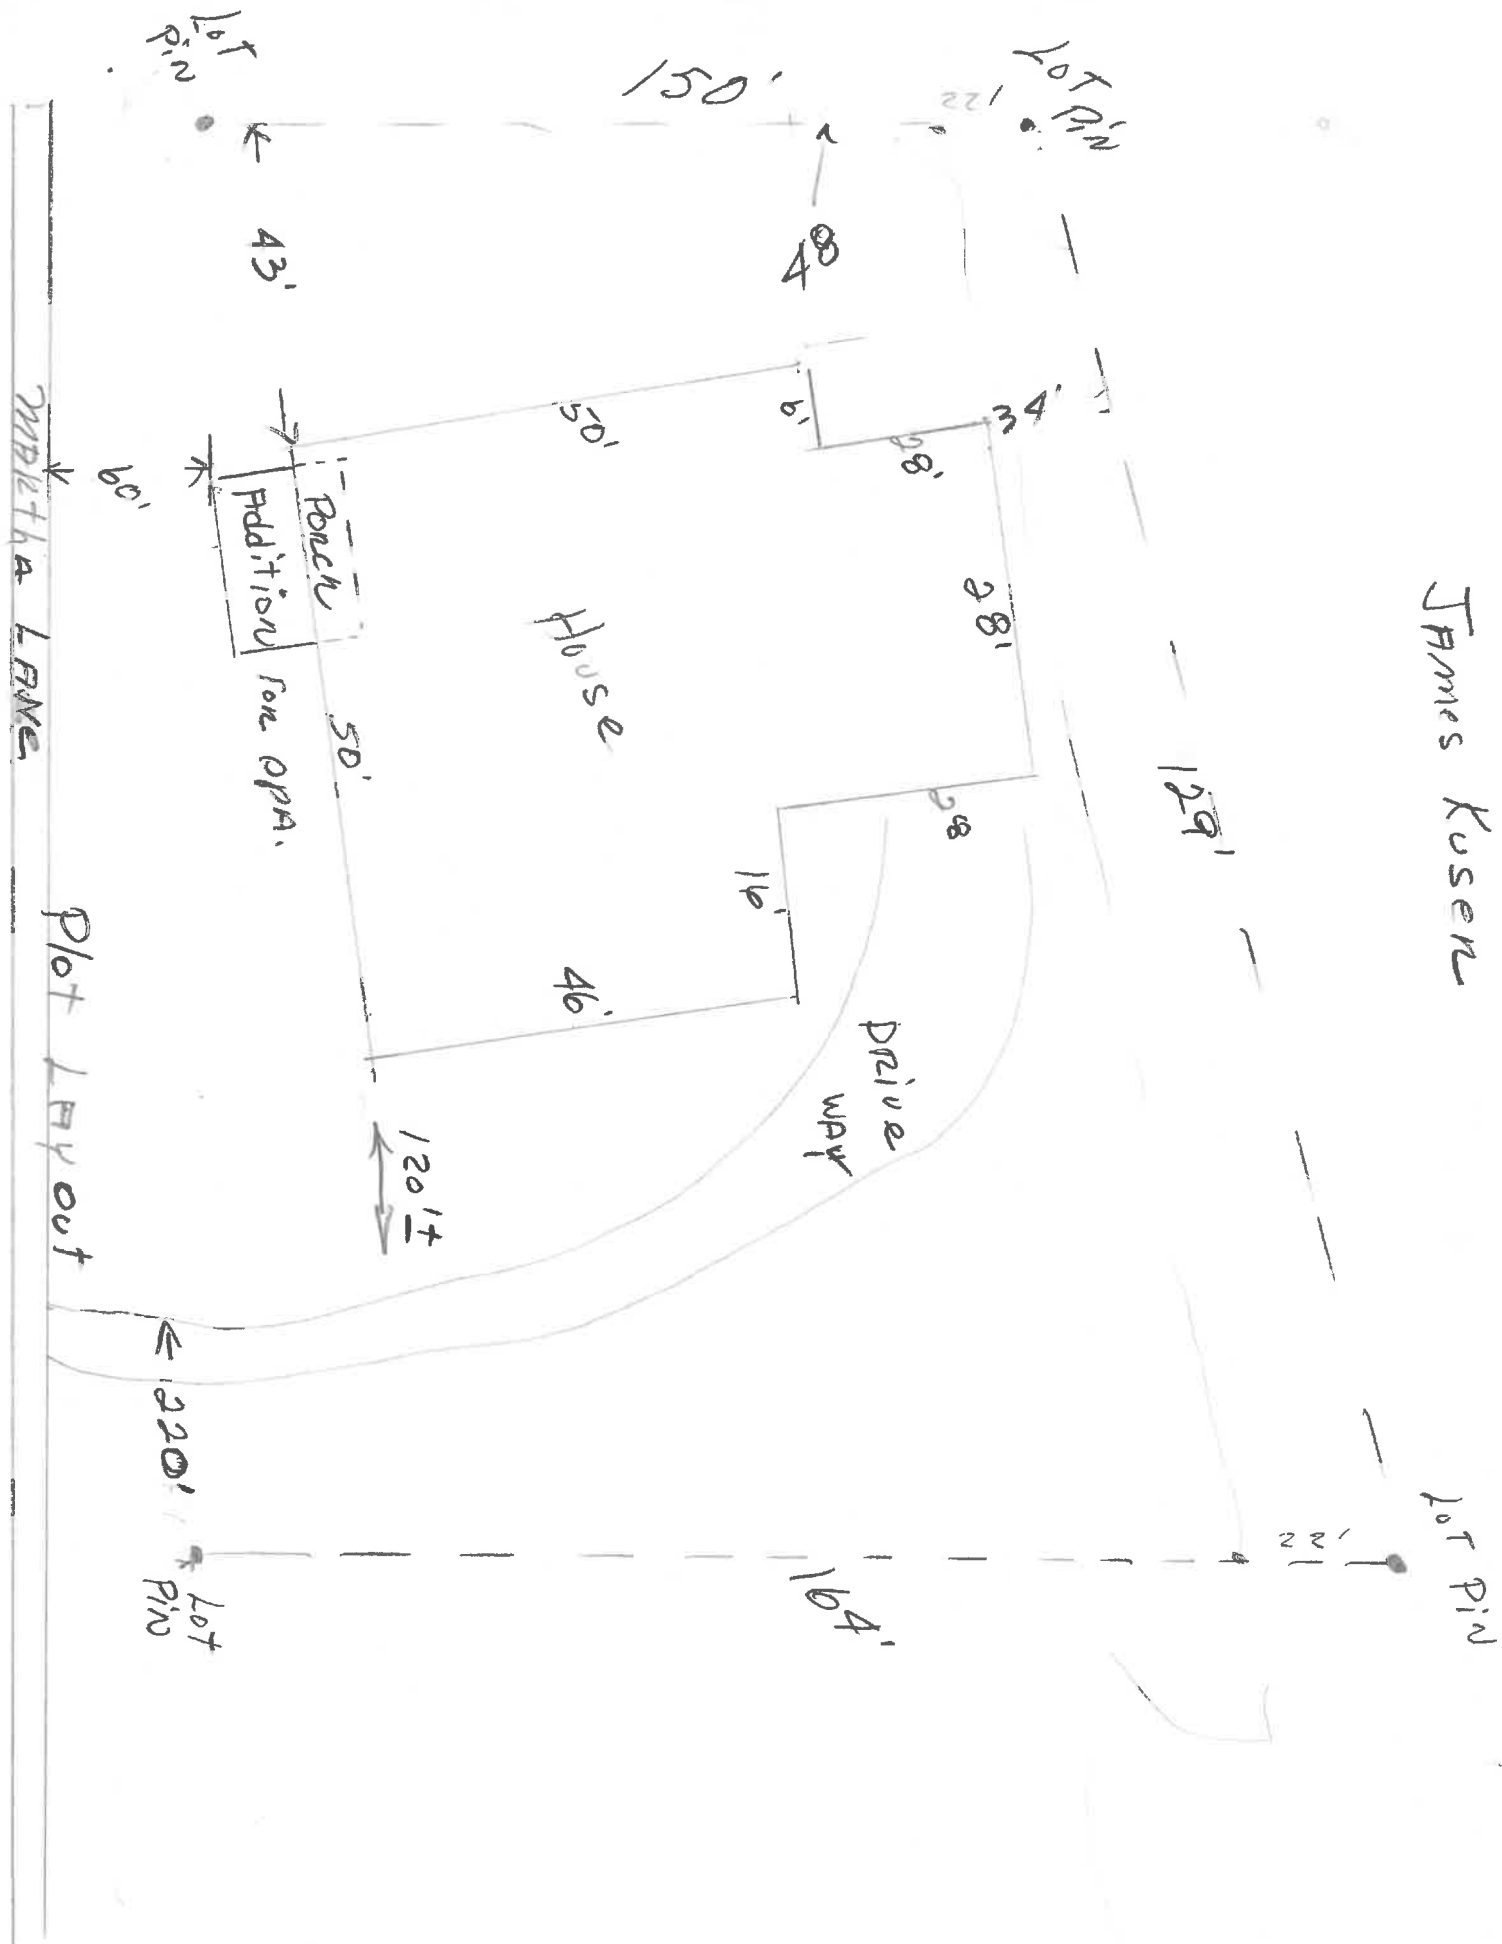 James Kuser
Lot Pin
Lot
Pin
122
150'
Lot
Pin
43'
48
34'
6'
28'
50'
28'
129'
House
28
16'
46'
Porch
Addition For OPA.
50'
60'
120'±
Drive
Way
220'
Lot
Pin
164'
22'
Martha Lane
Plot Layout